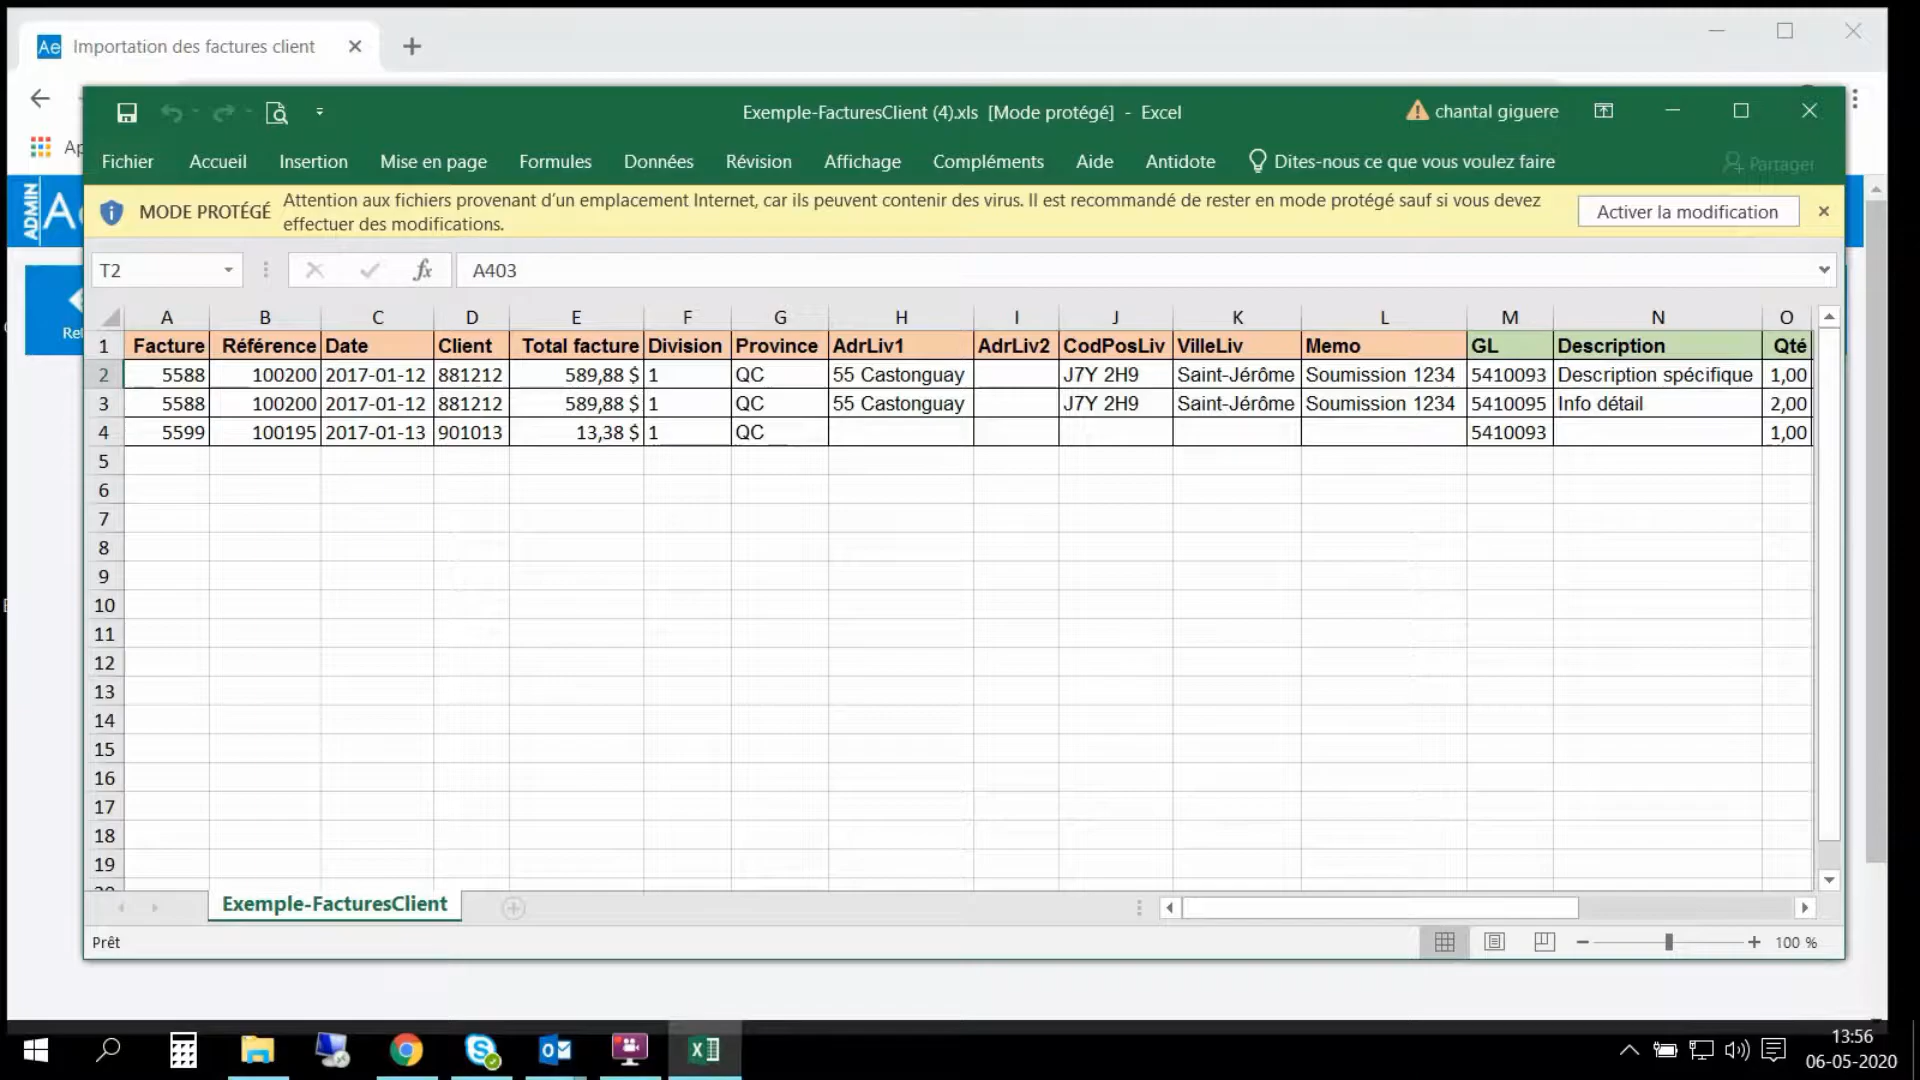 Ae Importation des factures client
Exemple-FacturesClient (4).xls [Mode protégé] - Excel
chantal giguere
Ap
Fichier Accueil Insertion Mise en page Formules Données Révision Affichage Compléments Aide Antidote Dites-nous ce que vous voulez faire Partager
ADMIN
MODE PROTÉGÉ
Attention aux fichiers provenant d'un emplacement Internet, car ils peuvent contenir des virus. Il est recommandé de rester en mode protégé sauf si vous devez
effectuer des modifications.
Activer la modification
T2 fx A403
Re
A B C D E F G H I J K L M N O
1 Facture Référence Date Client Total facture Division Province AdrLiv1 AdrLiv2 CodPosLiv VilleLiv Memo GL Description Qté
2 5588 100200 2017-01-12 881212 589,88 $ 1 QC 55 Castonguay J7Y 2H9 Saint-Jérôme Soumission 1234 5410093 Description spécifique 1,00
3 5588 100200 2017-01-12 881212 589,88 $ 1 QC 55 Castonguay J7Y 2H9 Saint-Jérôme Soumission 1234 5410095 Info détail 2,00
4 5599 100195 2017-01-13 901013 13,38 $ 1 QC 5410093 1,00
5
6
7
8
9
10
11
12
13
14
15
16
17
18
19
Exemple-FacturesClient
Prêt
100 %
13:56
06-05-2020